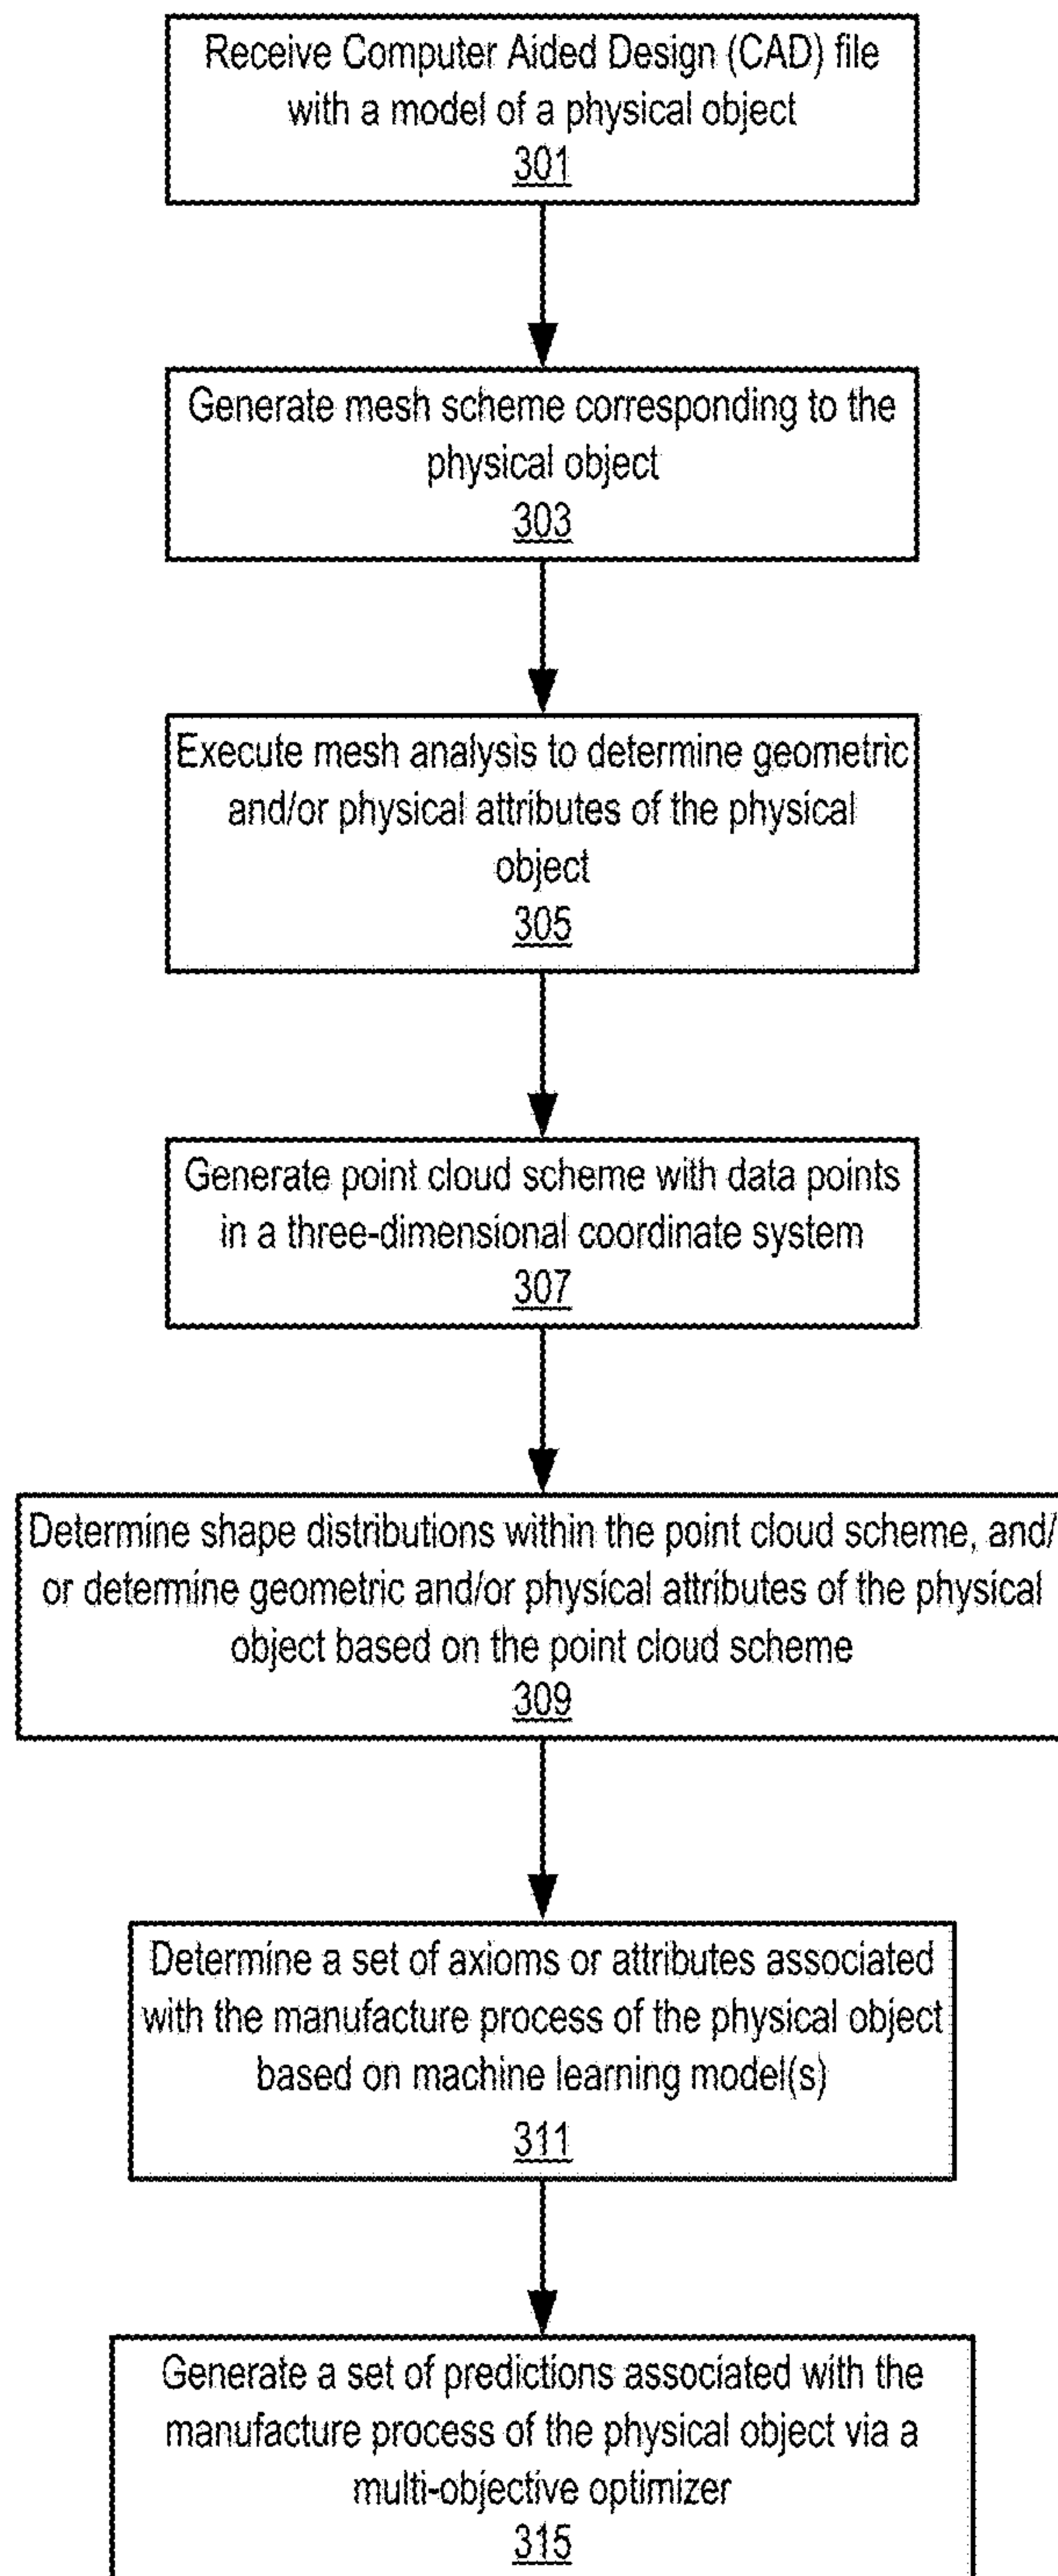 Receive Computer Aided Design (CAD) file
with a model of a physical object
301
Generate mesh scheme corresponding to the
physical object
303
Execute mesh analysis to determine geometric
and/or physical attributes of the physical
object
305
Generate point cloud scheme with data points
in a three-dimensional coordinate system
307
Determine shape distributions within the point cloud scheme, and/
or determine geometric and/or physical attributes of the physical
object based on the point cloud scheme
309
Determine a set of axioms or attributes associated
with the manufacture process of the physical object
based on machine learning model(s)
311
Generate a set of predictions associated with the
manufacture process of the physical object via a
multi-objective optimizer
315